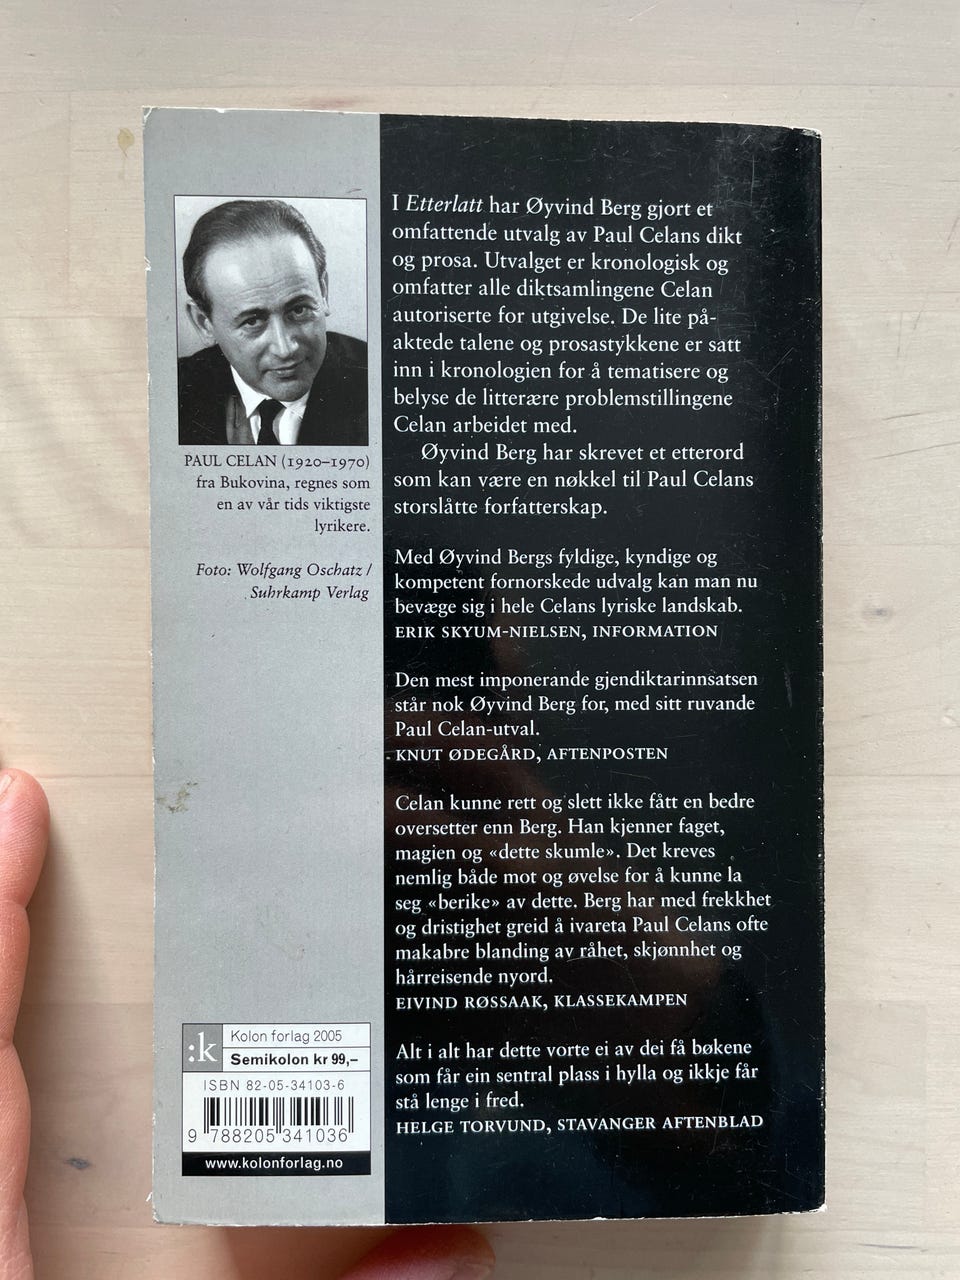 PAUL CELAN (1920–1970)
fra Bukovina, regnes som
en av vår tids viktigste
lyrikere.
Foto: Wolfgang Oschatz /
Suhrkamp Verlag
:k
Kolon forlag 2005
Semikolon kr 99,–
ISBN 82-05-34103-6
9 788205 341036
www.kolonforlag.no
I Etterlatt har Øyvind Berg gjort et
omfattende utvalg av Paul Celans dikt
og prosa. Utvalget er kronologisk og
omfatter alle diktsamlingene Celan
autoriserte for utgivelse. De lite på-
aktede talene og prosastykkene er satt
inn i kronologien for å tematisere og
belyse de litterære problemstillingene
Celan arbeidet med.
Øyvind Berg har skrevet et etterord
som kan være en nøkkel til Paul Celans
storslåtte forfatterskap.
Med Øyvind Bergs fyldige, kyndige og
kompetent fornorskede utvalg kan man nu
bevæge sig i hele Celans lyriske landskab.
ERIK SKYUM-NIELSEN, INFORMATION
Den mest imponerande gjendiktarinnsatsen
står nok Øyvind Berg for, med sitt ruvande
Paul Celan-utval.
KNUT ØDEGÅRD, AFTENPOSTEN
Celan kunne rett og slett ikke fått en bedre
oversetter enn Berg. Han kjenner faget,
magien og «dette skumle». Det kreves
nemlig både mot og øvelse for å kunne la
seg «berike» av dette. Berg har med frekkhet
og dristighet greid å ivareta Paul Celans ofte
makabre blanding av råhet, skjønnhet og
hårreisende nyord.
EIVIND RØSSAAK, KLASSEKAMPEN
Alt i alt har dette vorte ei av dei få bøkene
som får ein sentral plass i hylla og ikkje får
stå lenge i fred.
HELGE TORVUND, STAVANGER AFTENBLAD